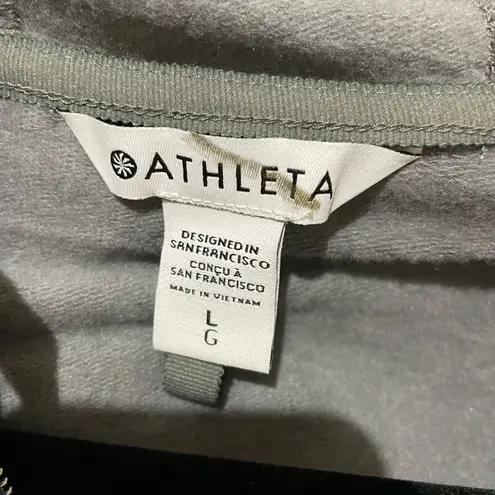 ATHLETA
DESIGNED IN
SAN FRANCISCO
CONÇU À
SAN FRANCISCO
MADE IN VIETNAM
L
G